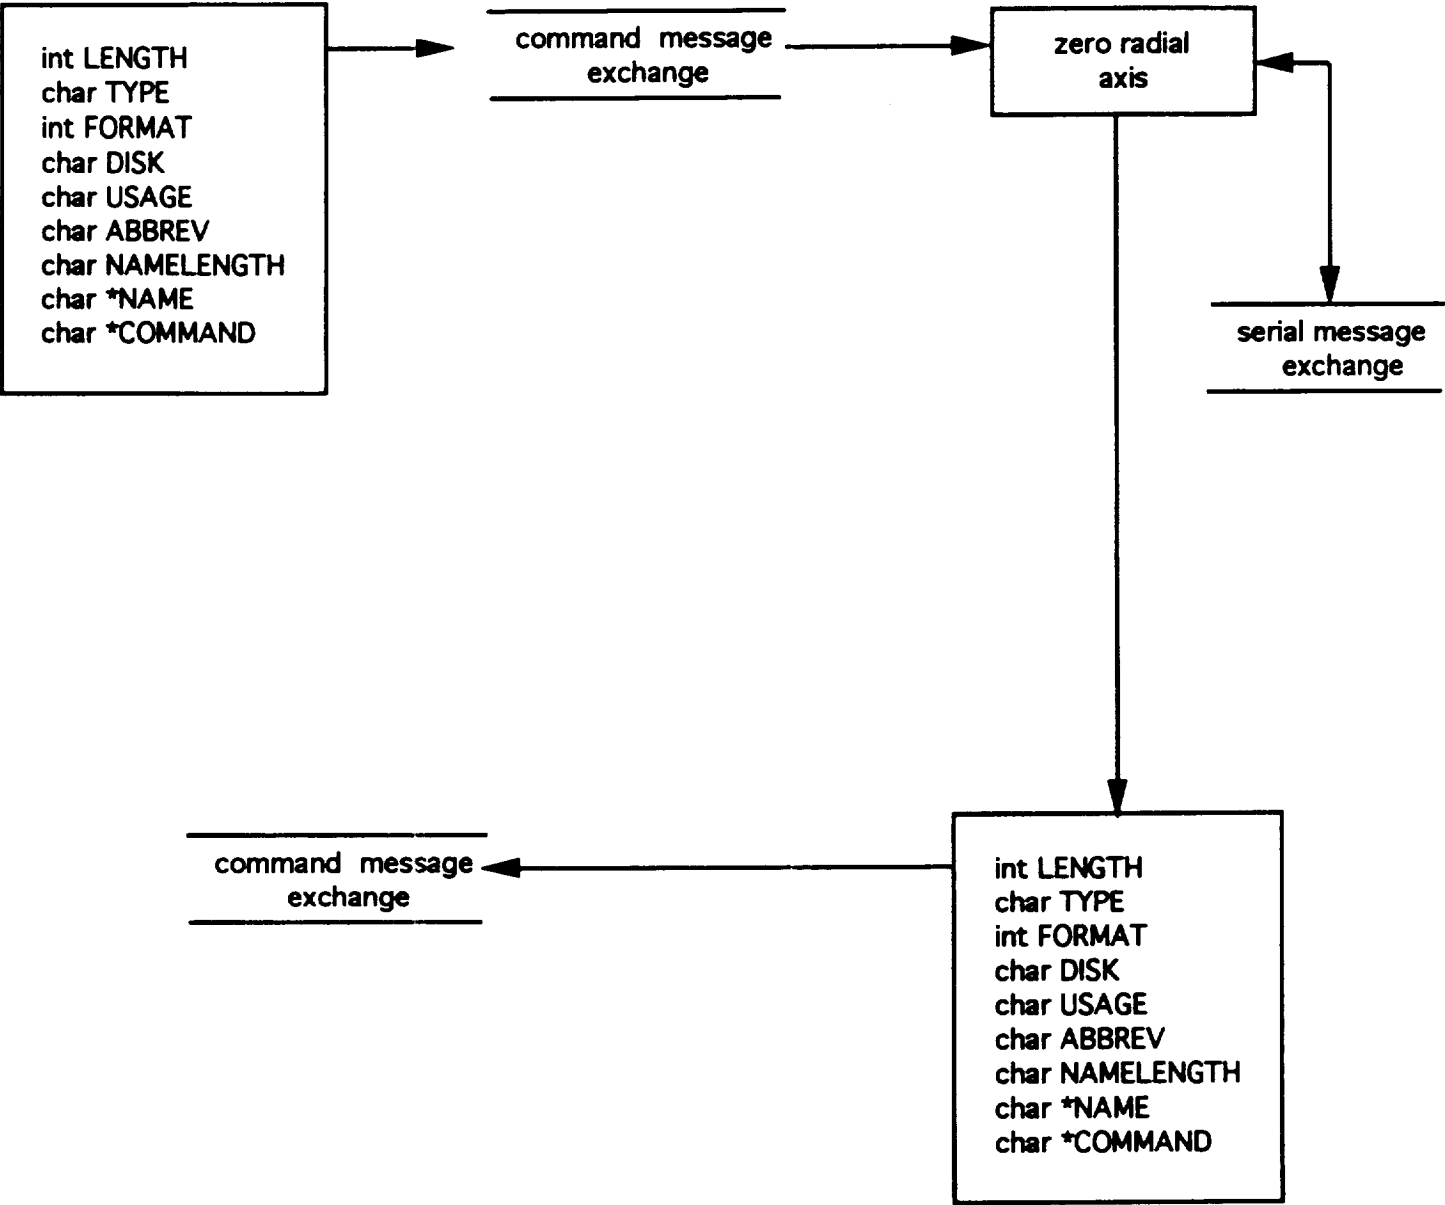 int LENGTH
char TYPE
int FORMAT
char DISK
char USAGE
char ABBREV
char NAMELENGTH
char *NAME
char *COMMAND
command message
exchange
zero radial
axis
serial message
exchange
command message
exchange
int LENGTH
char TYPE
int FORMAT
char DISK
char USAGE
char ABBREV
char NAMELENGTH
char *NAME
char *COMMAND